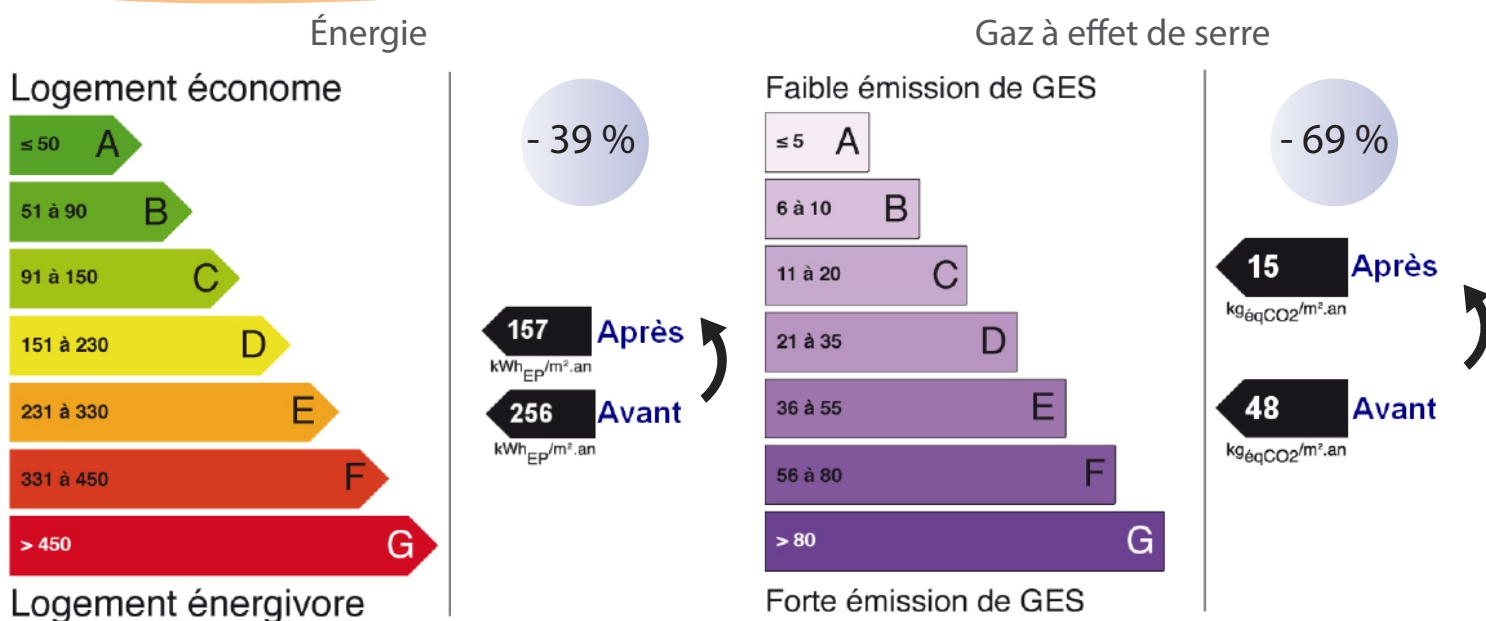 Énergie
Logement économe
≤ 50 A
51 à 90 B
91 à 150 C
151 à 230 D
231 à 330 E
331 à 450 F
> 450 G
Logement énergivore
- 39 %
157 Après
kWhEP/m².an
256 Avant
kWhEP/m².an
Gaz à effet de serre
Faible émission de GES
≤ 5 A
6 à 10 B
11 à 20 C
21 à 35 D
36 à 55 E
56 à 80 F
> 80 G
Forte émission de GES
- 69 %
15 Après
kgéqCO2/m².an
48 Avant
kgéqCO2/m².an